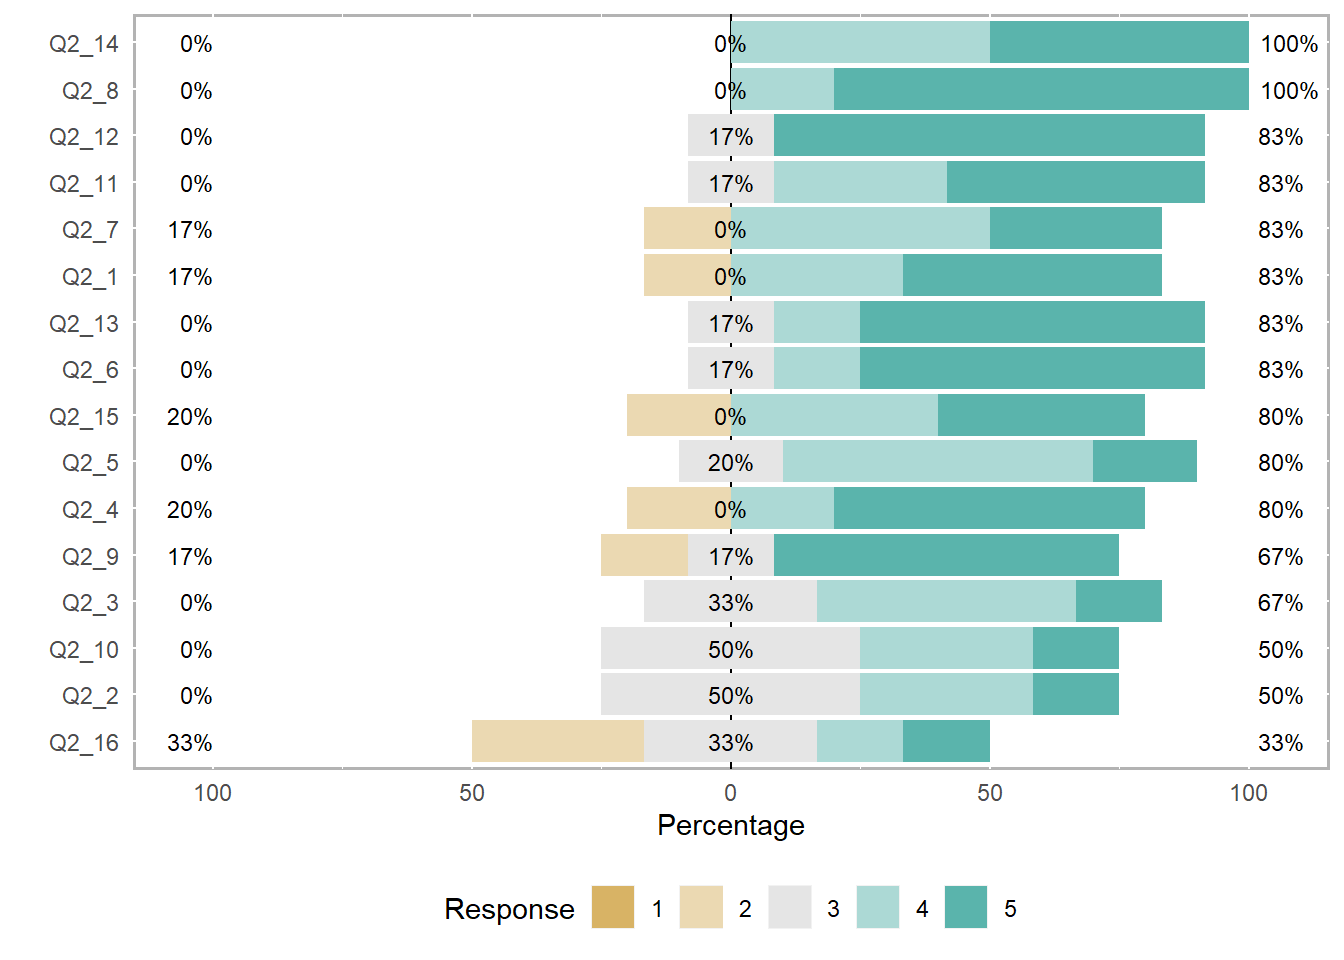 Q2_14 0% 0% 100%
Q2_8 0% 0% 100%
Q2_12 0% 17% 83%
Q2_11 0% 17% 83%
Q2_7 17% 0% 83%
Q2_1 17% 0% 83%
Q2_13 0% 17% 83%
Q2_6 0% 17% 83%
Q2_15 20% 0% 80%
Q2_5 0% 20% 80%
Q2_4 20% 0% 80%
Q2_9 17% 17% 67%
Q2_3 0% 33% 67%
Q2_10 0% 50% 50%
Q2_2 0% 50% 50%
Q2_16 33% 33% 33%
100 50 0 50 100
Percentage
Response 1 2 3 4 5